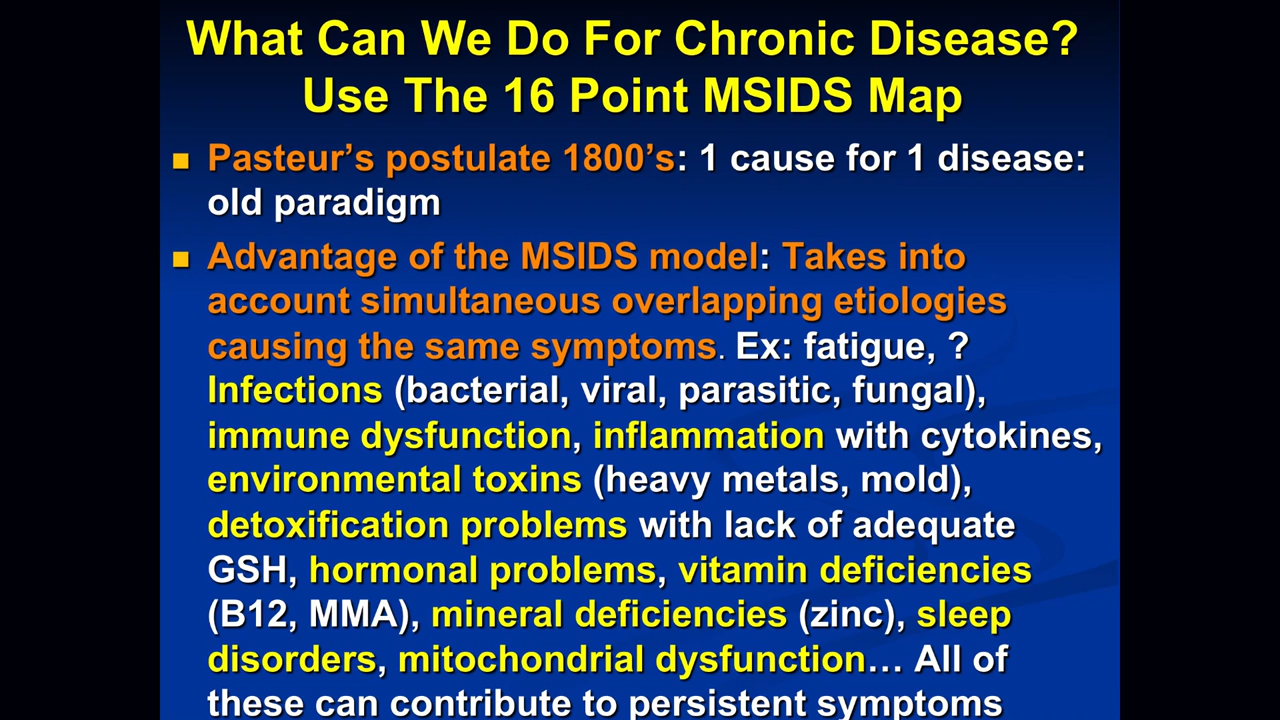 What Can We Do For Chronic Disease?
Use The 16 Point MSIDS Map
Pasteur’s postulate 1800’s: 1 cause for 1 disease:
old paradigm
Advantage of the MSIDS model: Takes into
account simultaneous overlapping etiologies
causing the same symptoms. Ex: fatigue, ?
Infections (bacterial, viral, parasitic, fungal),
immune dysfunction, inflammation with cytokines,
environmental toxins (heavy metals, mold),
detoxification problems with lack of adequate
GSH, hormonal problems, vitamin deficiencies
(B12, MMA), mineral deficiencies (zinc), sleep
disorders, mitochondrial dysfunction… All of
these can contribute to persistent symptoms